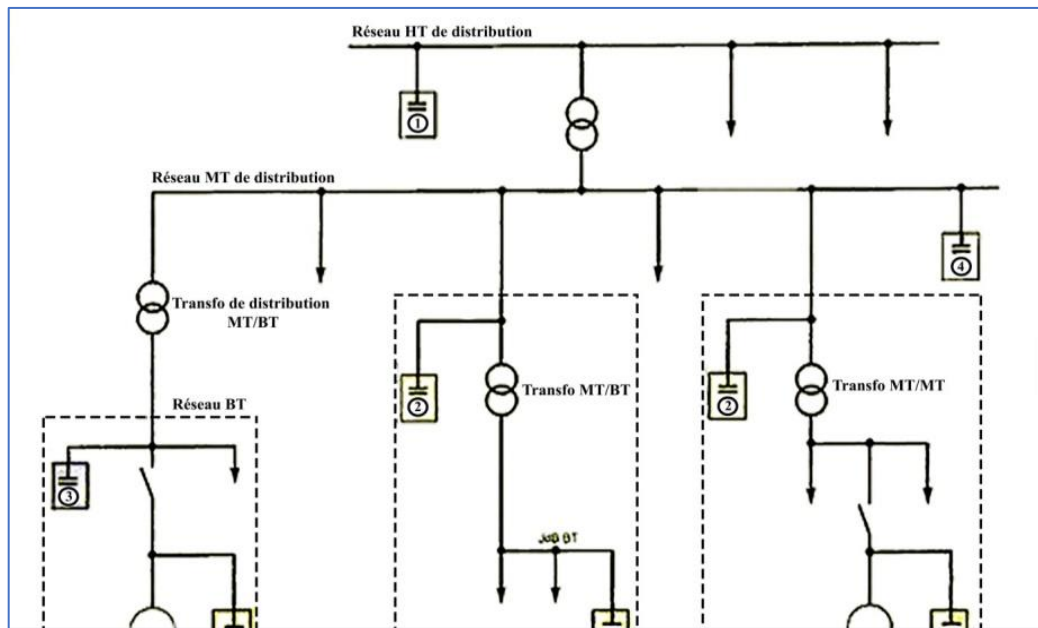 Réseau HT de distribution
1
Réseau MT de distribution
4
Transfo de distribution
MT/BT
2
Transfo MT/BT
2
Transfo MT/MT
Réseau BT
3
JdB BT